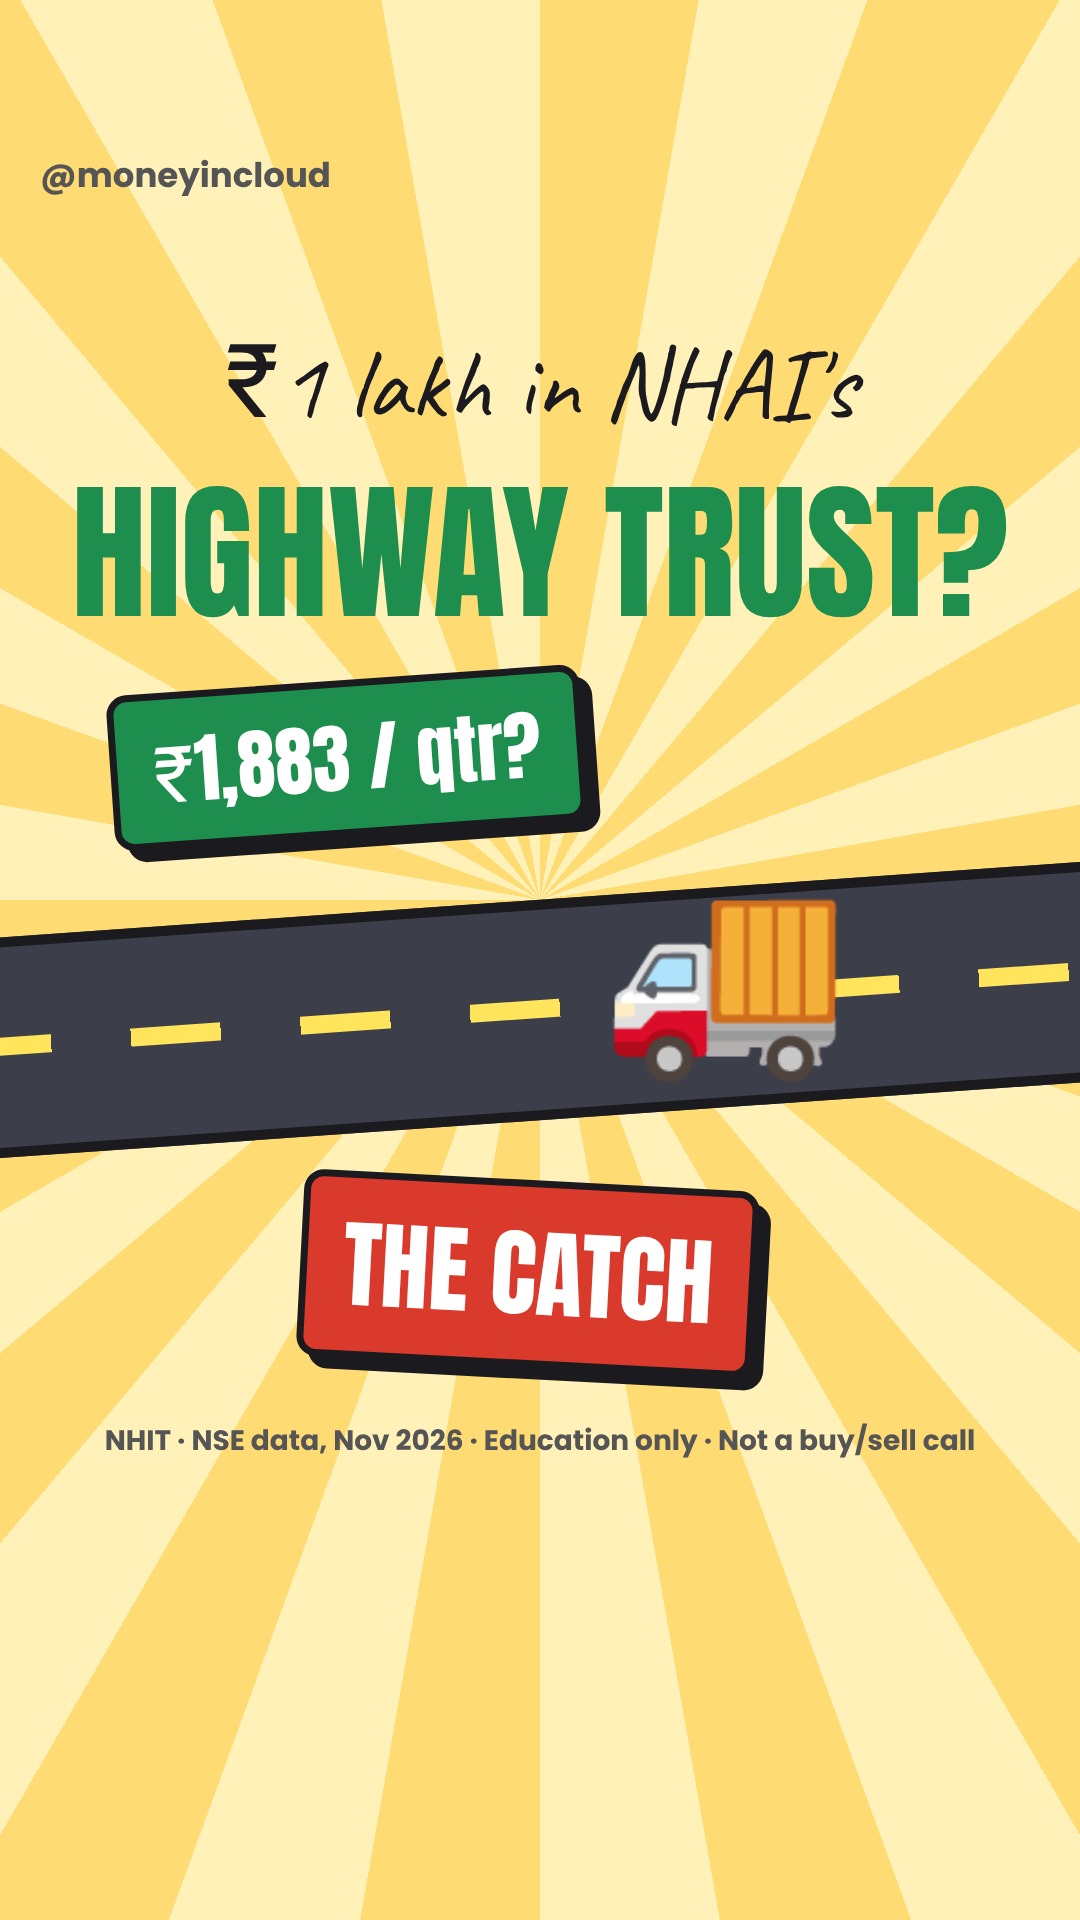 @moneyincloud
₹1 lakh in NHAI's
HIGHWAY TRUST?
₹1,883 / qtr?
THE CATCH
NHIT · NSE data, Nov 2026 · Education only · Not a buy/sell call